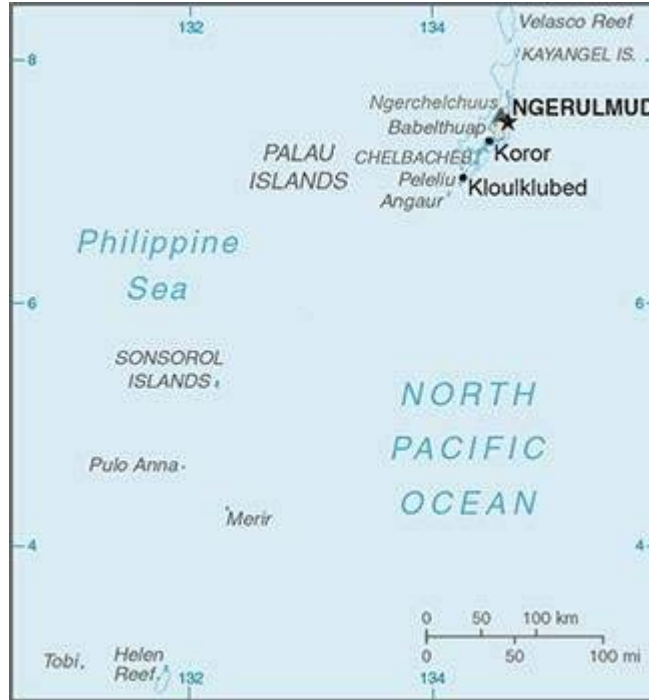 132
134
Velasco Reef
8
KAYANGEL IS.
Ngerchelchuus
NGERULMUD
Babelthuap
PALAU
ISLANDS
CHELBACHEB
Koror
Peleliu
Kloulklubed
Angaur
Philippine
Sea
6
6
SONSOROL
ISLANDS
NORTH
PACIFIC
OCEAN
Pulo Anna
Merir
4
4
0 50 100 km
0 50 100 mi
Tobi
Helen
Reef
132
134